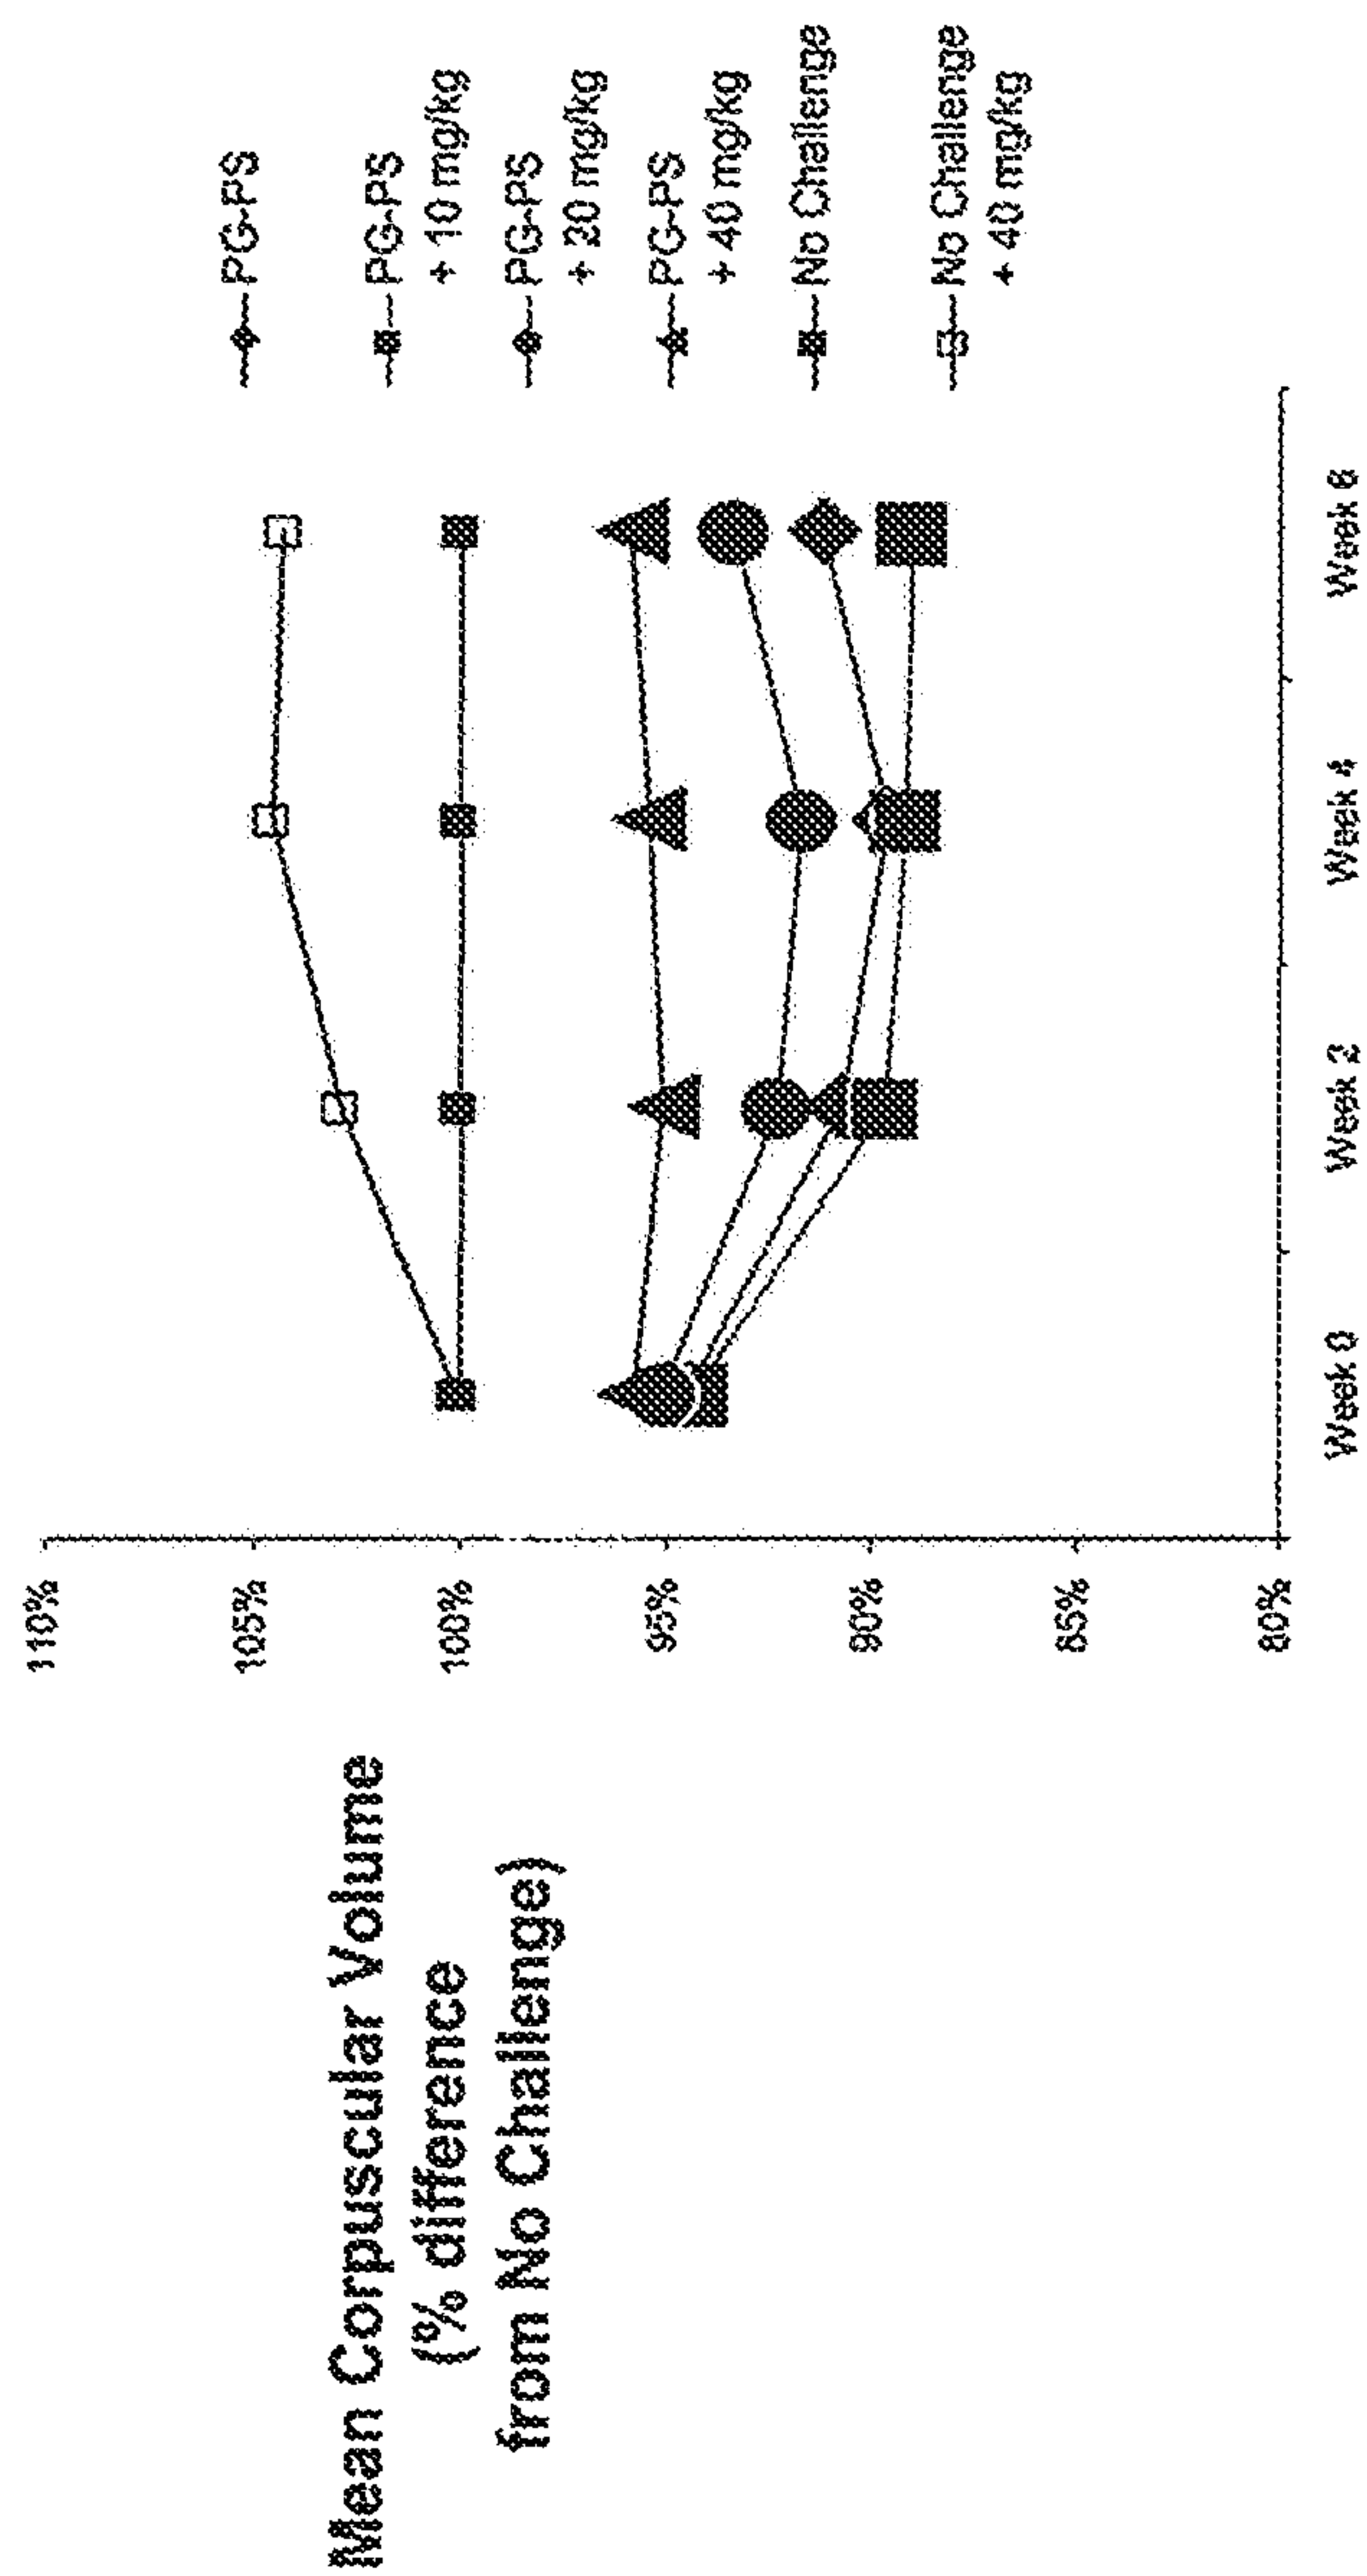 Mean Corpuscular Volume
(% difference
from No Challenge)
110%
105%
100%
95%
90%
85%
80%
Week 0
Week 2
Week 4
Week 6
PG-PS
PG-PS
+ 10 mg/kg
PG-PS
+ 20 mg/kg
PG-PS
+ 40 mg/kg
No Challenge
No Challenge
+ 40 mg/kg